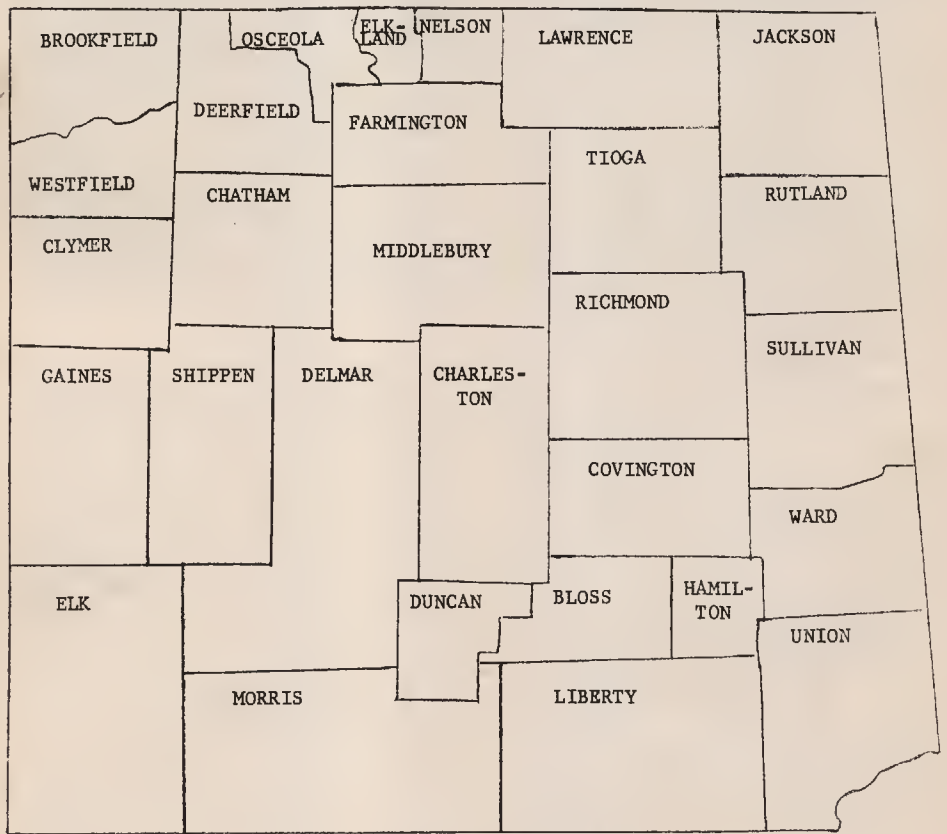 BROOKFIELD
OSCEOLA
ELK-
LAND
NELSON
LAWRENCE
JACKSON
DEERFIELD
FARMINGTON
TIOGA
WESTFIELD
CHATHAM
RUTLAND
CLYMER
MIDDLEBURY
RICHMOND
SULLIVAN
GAINES
SHIPPEN
DELMAR
CHARLES-
TON
COVINGTON
WARD
ELK
DUNCAN
BLOSS
HAMIL-
TON
UNION
MORRIS
LIBERTY